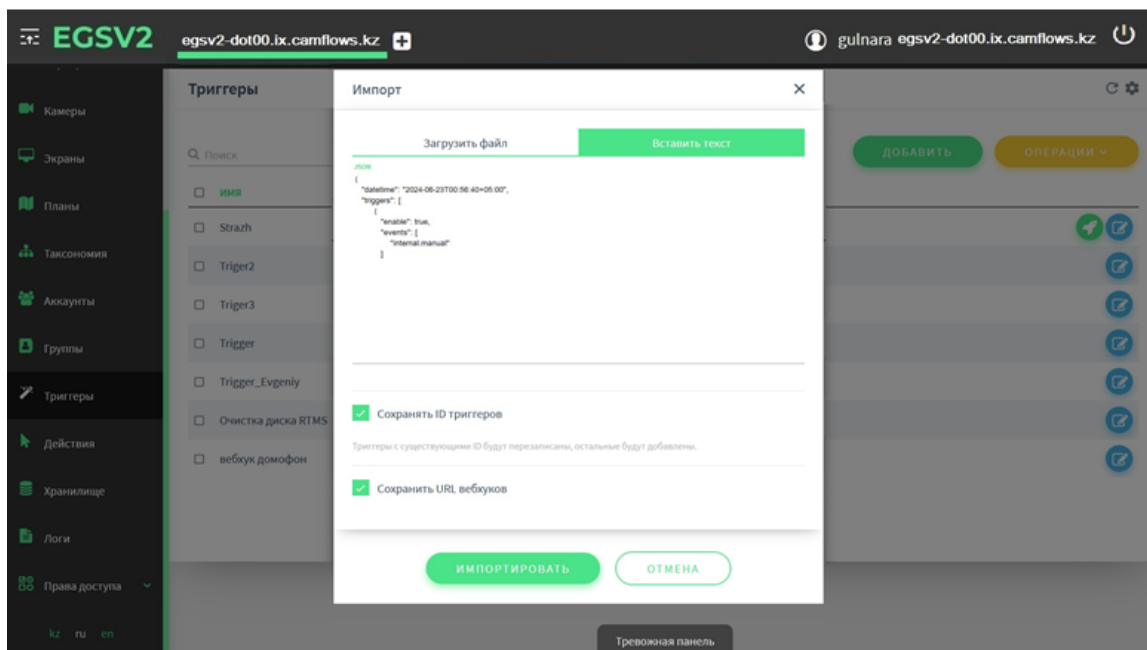 EGSV2
egsv2-dot00.ix.camflows.kz
gulnara egsv2-dot00.ix.camflows.kz
Камеры
Экраны
Планы
Таксономия
Аккаунты
Группы
Триггеры
Действия
Хранилище
Логи
Права доступа
kz ru en
Триггеры
Поиск
ДОБАВИТЬ
ОПЕРАЦИИ
ИМЯ
Strazh
Triger2
Triger3
Trigger
Trigger_Evgeniy
Очистка диска RTMS
вебхук домофон
Импорт
Загрузить файл
Вставить текст
JSON
{
"datetime": "2024-06-23T00:56:40+05:00",
"triggers": [
{
"enable": true,
"events": [
"internal.manual"
]
Сохранять ID триггеров
Триггеры с существующими ID будут перезаписаны, остальные будут добавлены.
Сохранить URL вебхуков
ИМПОРТИРОВАТЬ
ОТМЕНА
Тревожная панель